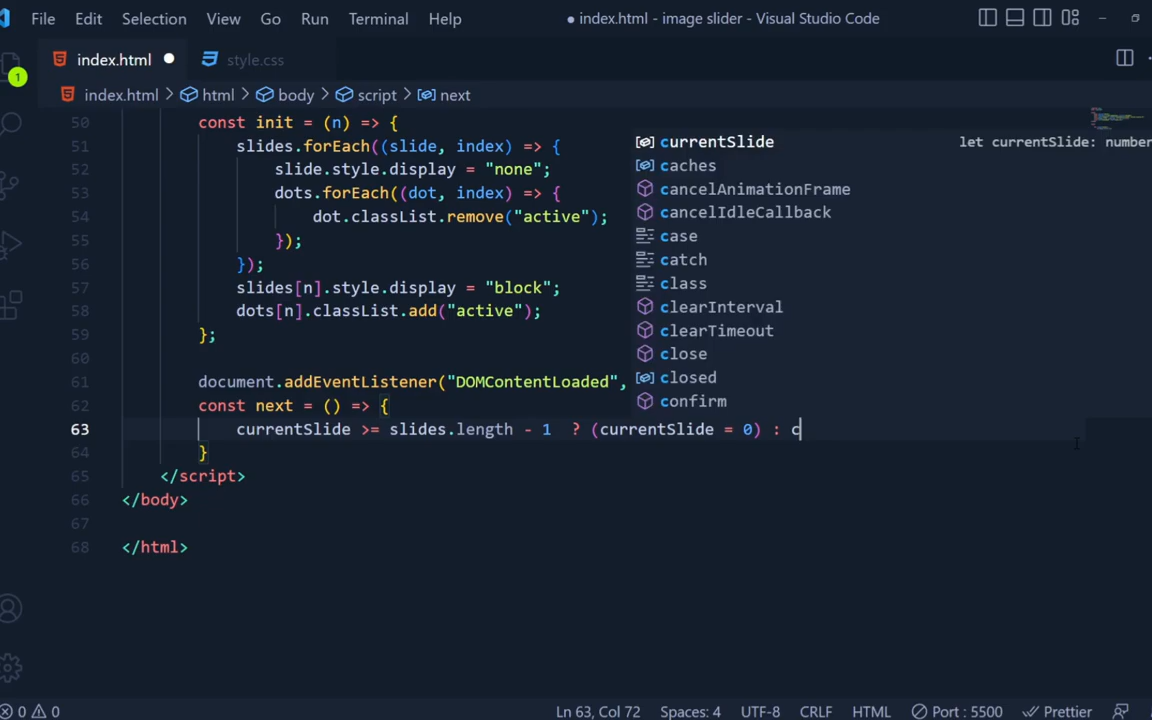 File Edit Selection View Go Run Terminal Help ● index.html - image slider - Visual Studio Code
index.html style.css
1
index.html > html > body > script > next
50 const init = (n) => {
51 slides.forEach((slide, index) => {
52 slide.style.display = "none";
53 dots.forEach((dot, index) => {
54 dot.classList.remove("active");
55 });
56 });
57 slides[n].style.display = "block";
58 dots[n].classList.add("active");
59 };
60
61 document.addEventListener("DOMContentLoaded",
62 const next = () => {
63 currentSlide >= slides.length - 1 ? (currentSlide = 0) : c
64 }
65 </script>
66 </body>
67
68 </html>
currentSlide let currentSlide: number
caches
cancelAnimationFrame
cancelIdleCallback
case
catch
class
clearInterval
clearTimeout
close
closed
confirm
0 0 Ln 63, Col 72 Spaces: 4 UTF-8 CRLF HTML Port : 5500 Prettier